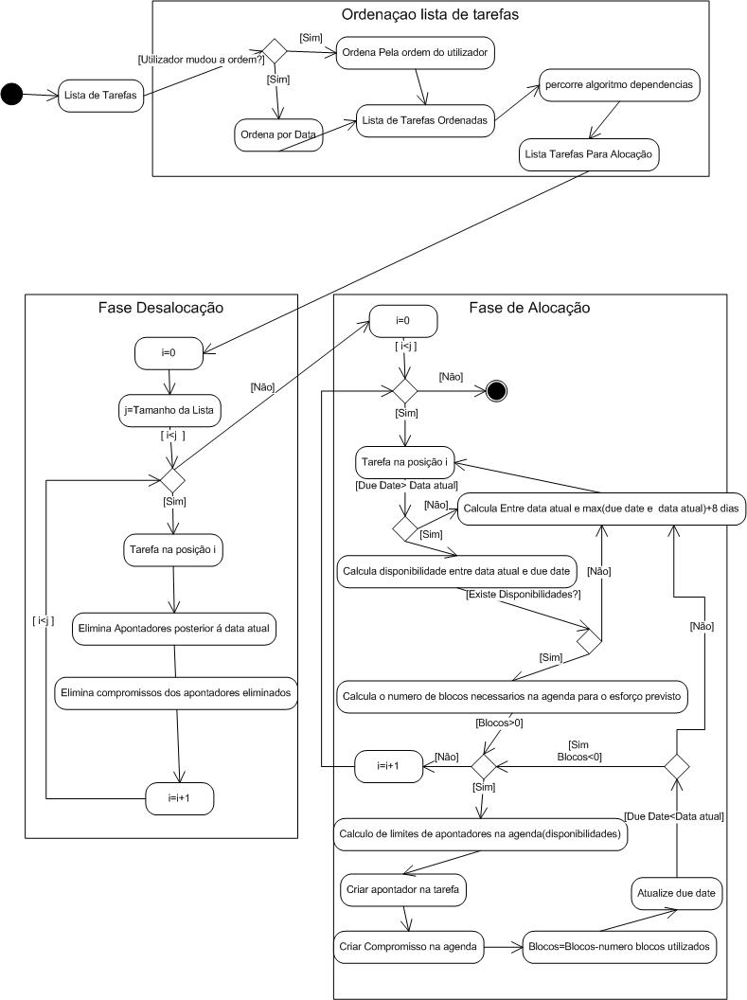 Ordenaçao lista de tarefas
[Sim]
[Utilizador mudou a ordem?]
Ordena Pela ordem do utilizador
[Sim]
Lista de Tarefas
percorre algoritmo dependencias
Lista de Tarefas Ordenadas
Ordena por Data
Lista Tarefas Para Alocação
Fase Desalocação
i=0
j=Tamanho da Lista
[ i<j ]
[Não]
[Sim]
Tarefa na posição i
[ i<j ]
Elimina Apontadores posterior á data atual
Elimina compromissos dos apontadores eliminados
i=i+1
Fase de Alocação
i=0
[ i<j ]
[Não]
[Sim]
Tarefa na posição i
[Due Date> Data atual]
[Não]
Calcula Entre data atual e max(due date e data atual)+8 dias
[Sim]
Calcula disponibilidade entre data atual e due date
[Não]
[Existe Disponibilidades?]
[Não]
[Sim]
Calcula o numero de blocos necessarios na agenda para o esforço previsto
[Blocos>0]
[Sim
Blocos<0]
[Não]
i=i+1
[Sim]
[Due Date<Data atual]
Calculo de limites de apontadores na agenda(disponibilidades)
Criar apontador na tarefa
Atualize due date
Criar Compromisso na agenda
Blocos=Blocos-numero blocos utilizados